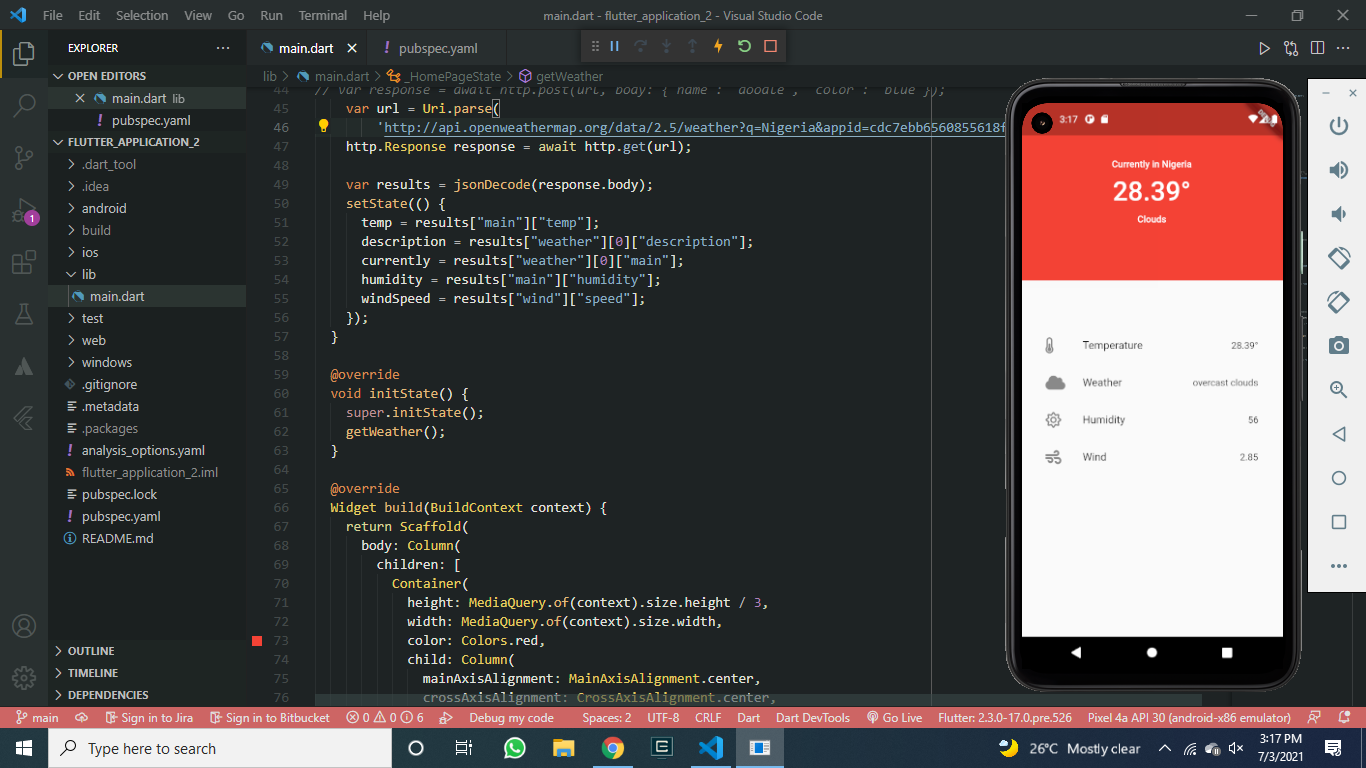 File Edit Selection View Go Run Terminal Help
main.dart - flutter_application_2 - Visual Studio Code
EXPLORER
OPEN EDITORS
main.dart lib
pubspec.yaml
FLUTTER_APPLICATION_2
.dart_tool
.idea
android
build
ios
lib
main.dart
test
web
windows
.gitignore
.metadata
.packages
analysis_options.yaml
flutter_application_2.iml
pubspec.lock
pubspec.yaml
README.md
OUTLINE
TIMELINE
DEPENDENCIES
1
main.dart
pubspec.yaml
lib > main.dart > _HomePageState > getWeather
44 // var response = await http.post(url, body: {'name': 'doodle', 'color': 'blue'});
45 var url = Uri.parse(
46 'http://api.openweathermap.org/data/2.5/weather?q=Nigeria&appid=cdc7ebb6560855618f
47 http.Response response = await http.get(url);
48
49 var results = jsonDecode(response.body);
50 setState(() {
51 temp = results["main"]["temp"];
52 description = results["weather"][0]["description"];
53 currently = results["weather"][0]["main"];
54 humidity = results["main"]["humidity"];
55 windSpeed = results["wind"]["speed"];
56 });
57 }
58
59 @override
60 void initState() {
61 super.initState();
62 getWeather();
63 }
64
65 @override
66 Widget build(BuildContext context) {
67 return Scaffold(
68 body: Column(
69 children: [
70 Container(
71 height: MediaQuery.of(context).size.height / 3,
72 width: MediaQuery.of(context).size.width,
73 color: Colors.red,
74 child: Column(
75 mainAxisAlignment: MainAxisAlignment.center,
76 crossAxisAlignment: CrossAxisAlignment.center,
3:17
Currently in Nigeria
28.39°
Clouds
Temperature 28.39°
Weather overcast clouds
Humidity 56
Wind 2.85
main Sign in to Jira Sign in to Bitbucket 0 0 6 Debug my code Spaces: 2 UTF-8 CRLF Dart Dart DevTools Go Live Flutter: 2.3.0-17.0.pre.526 Pixel 4a API 30 (android-x86 emulator)
Type here to search
26°C Mostly clear
3:17 PM
7/3/2021